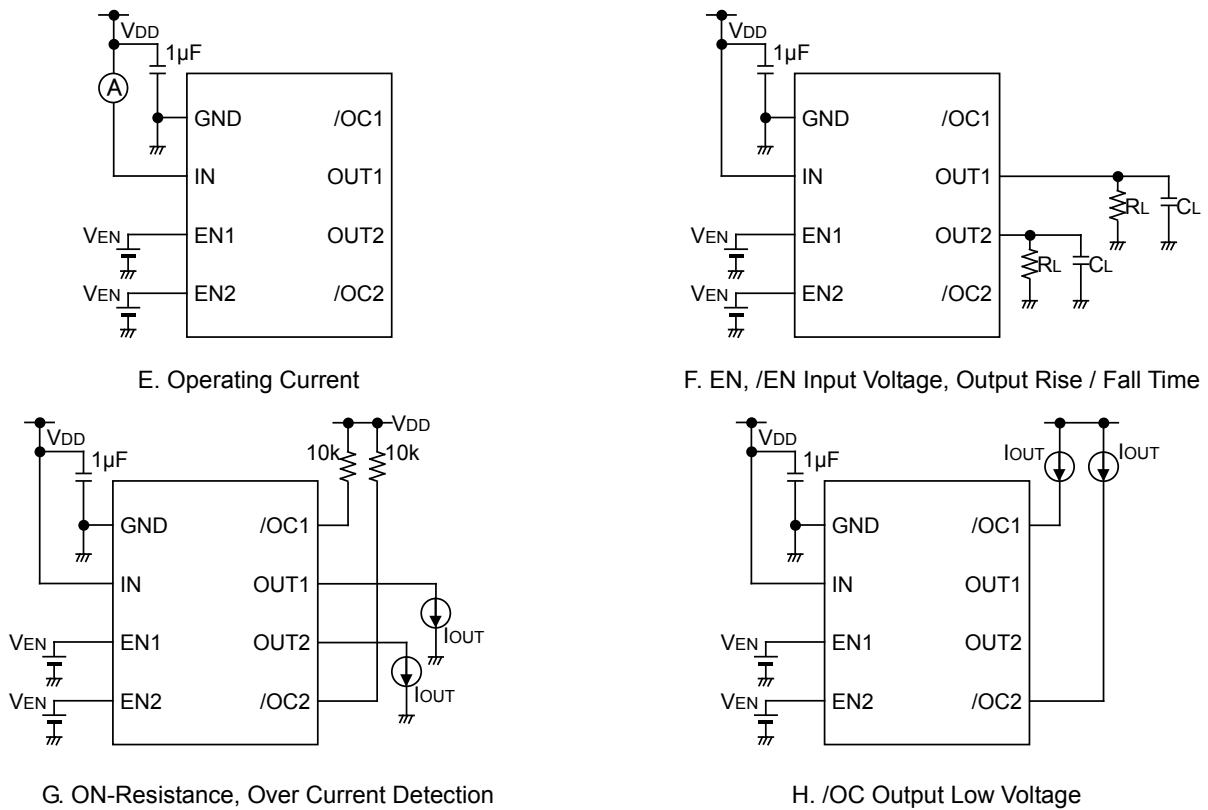 VDD
1µF
A
GND /OC1
IN OUT1
VEN EN1 OUT2
VEN EN2 /OC2
E. Operating Current
VDD
1µF
GND /OC1
IN OUT1
RL CL
VEN EN1 OUT2
RL CL
VEN EN2 /OC2
F. EN, /EN Input Voltage, Output Rise / Fall Time
VDD VDD
1µF 10k 10k
GND /OC1
IN OUT1
IOUT
VEN EN1 OUT2
IOUT
VEN EN2 /OC2
G. ON-Resistance, Over Current Detection
VDD
1µF IOUT IOUT
GND /OC1
IN OUT1
VEN EN1 OUT2
VEN EN2 /OC2
H. /OC Output Low Voltage